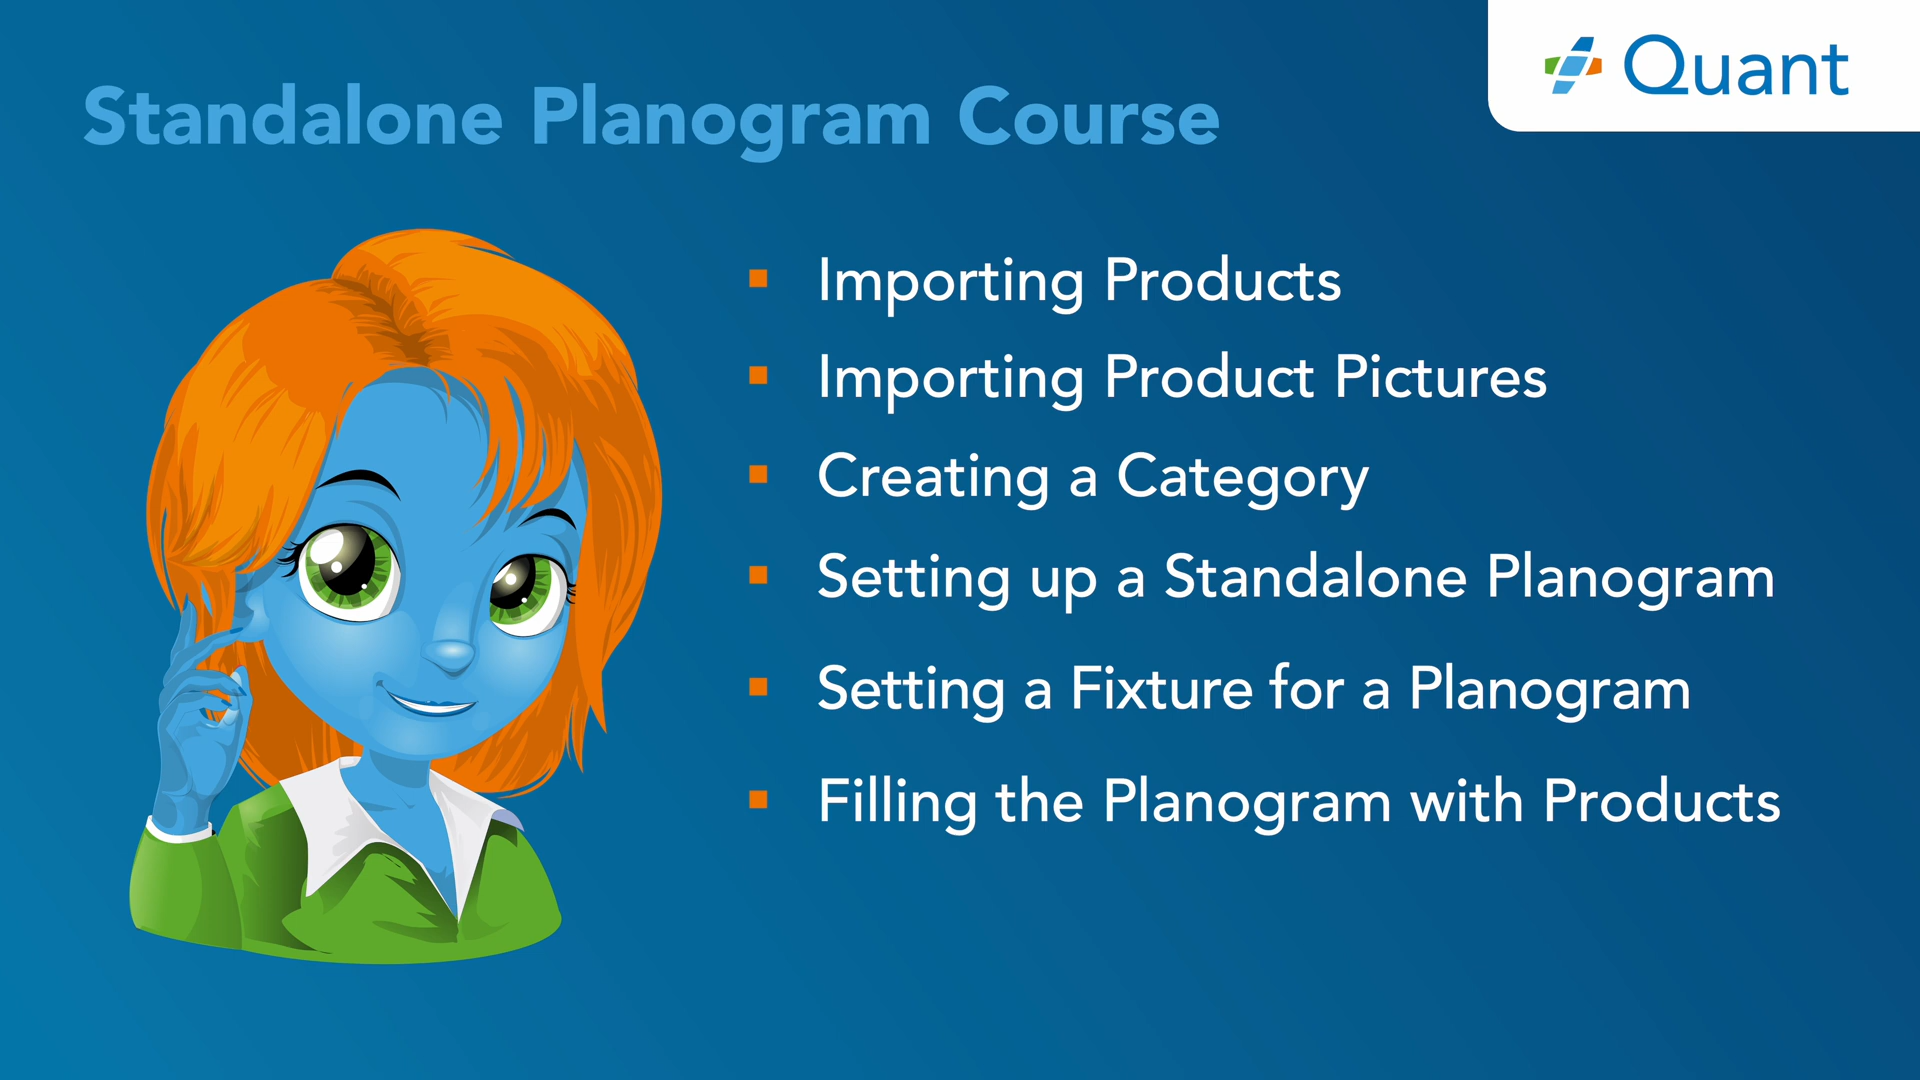 Quant
Standalone Planogram Course
Importing Products
Importing Product Pictures
Creating a Category
Setting up a Standalone Planogram
Setting a Fixture for a Planogram
Filling the Planogram with Products